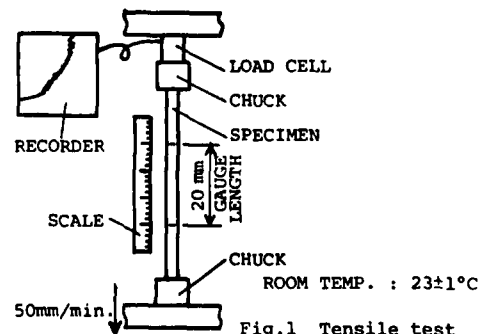 LOAD CELL
CHUCK
SPECIMEN
RECORDER
20 mm
GAUGE
LENGTH
SCALE
CHUCK
ROOM TEMP. : 23±1°C
50mm/min.
Fig.1 Tensile test